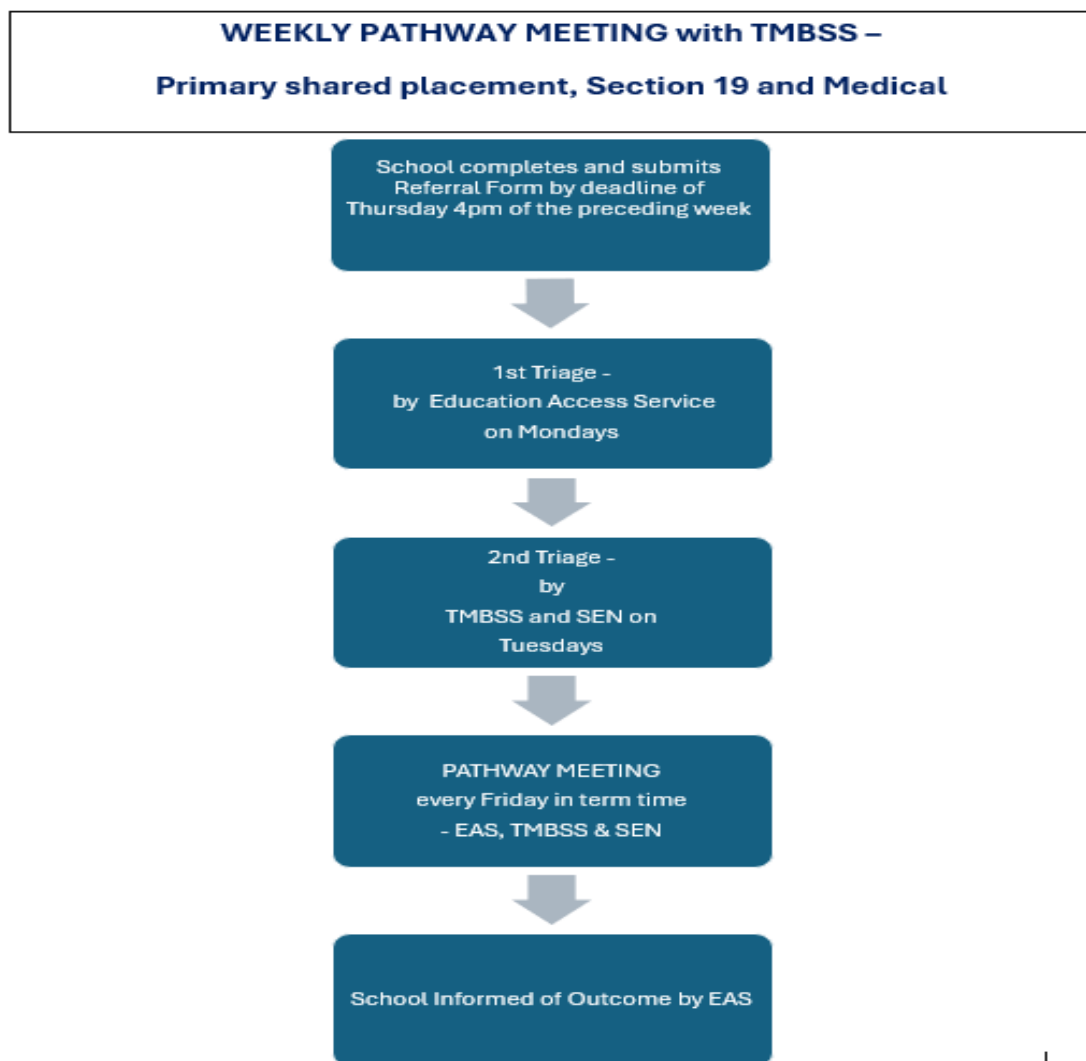 WEEKLY PATHWAY MEETING with TMBSS –
Primary shared placement, Section 19 and Medical
School completes and submits
Referral Form by deadline of
Thursday 4pm of the preceding week
1st Triage -
by Education Access Service
on Mondays
2nd Triage -
by
TMBSS and SEN on
Tuesdays
PATHWAY MEETING
every Friday in term time
- EAS, TMBSS & SEN
School Informed of Outcome by EAS